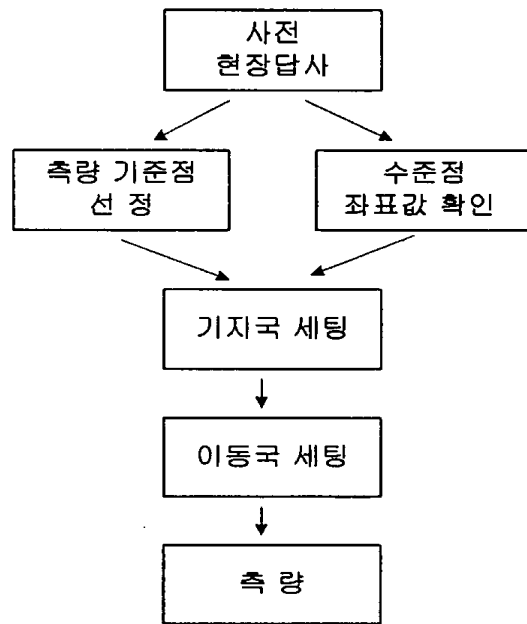 사전
현장답사
측량 기준점
선 정
수준점
좌표값 확인
기지국 세팅
이동국 세팅
측 량